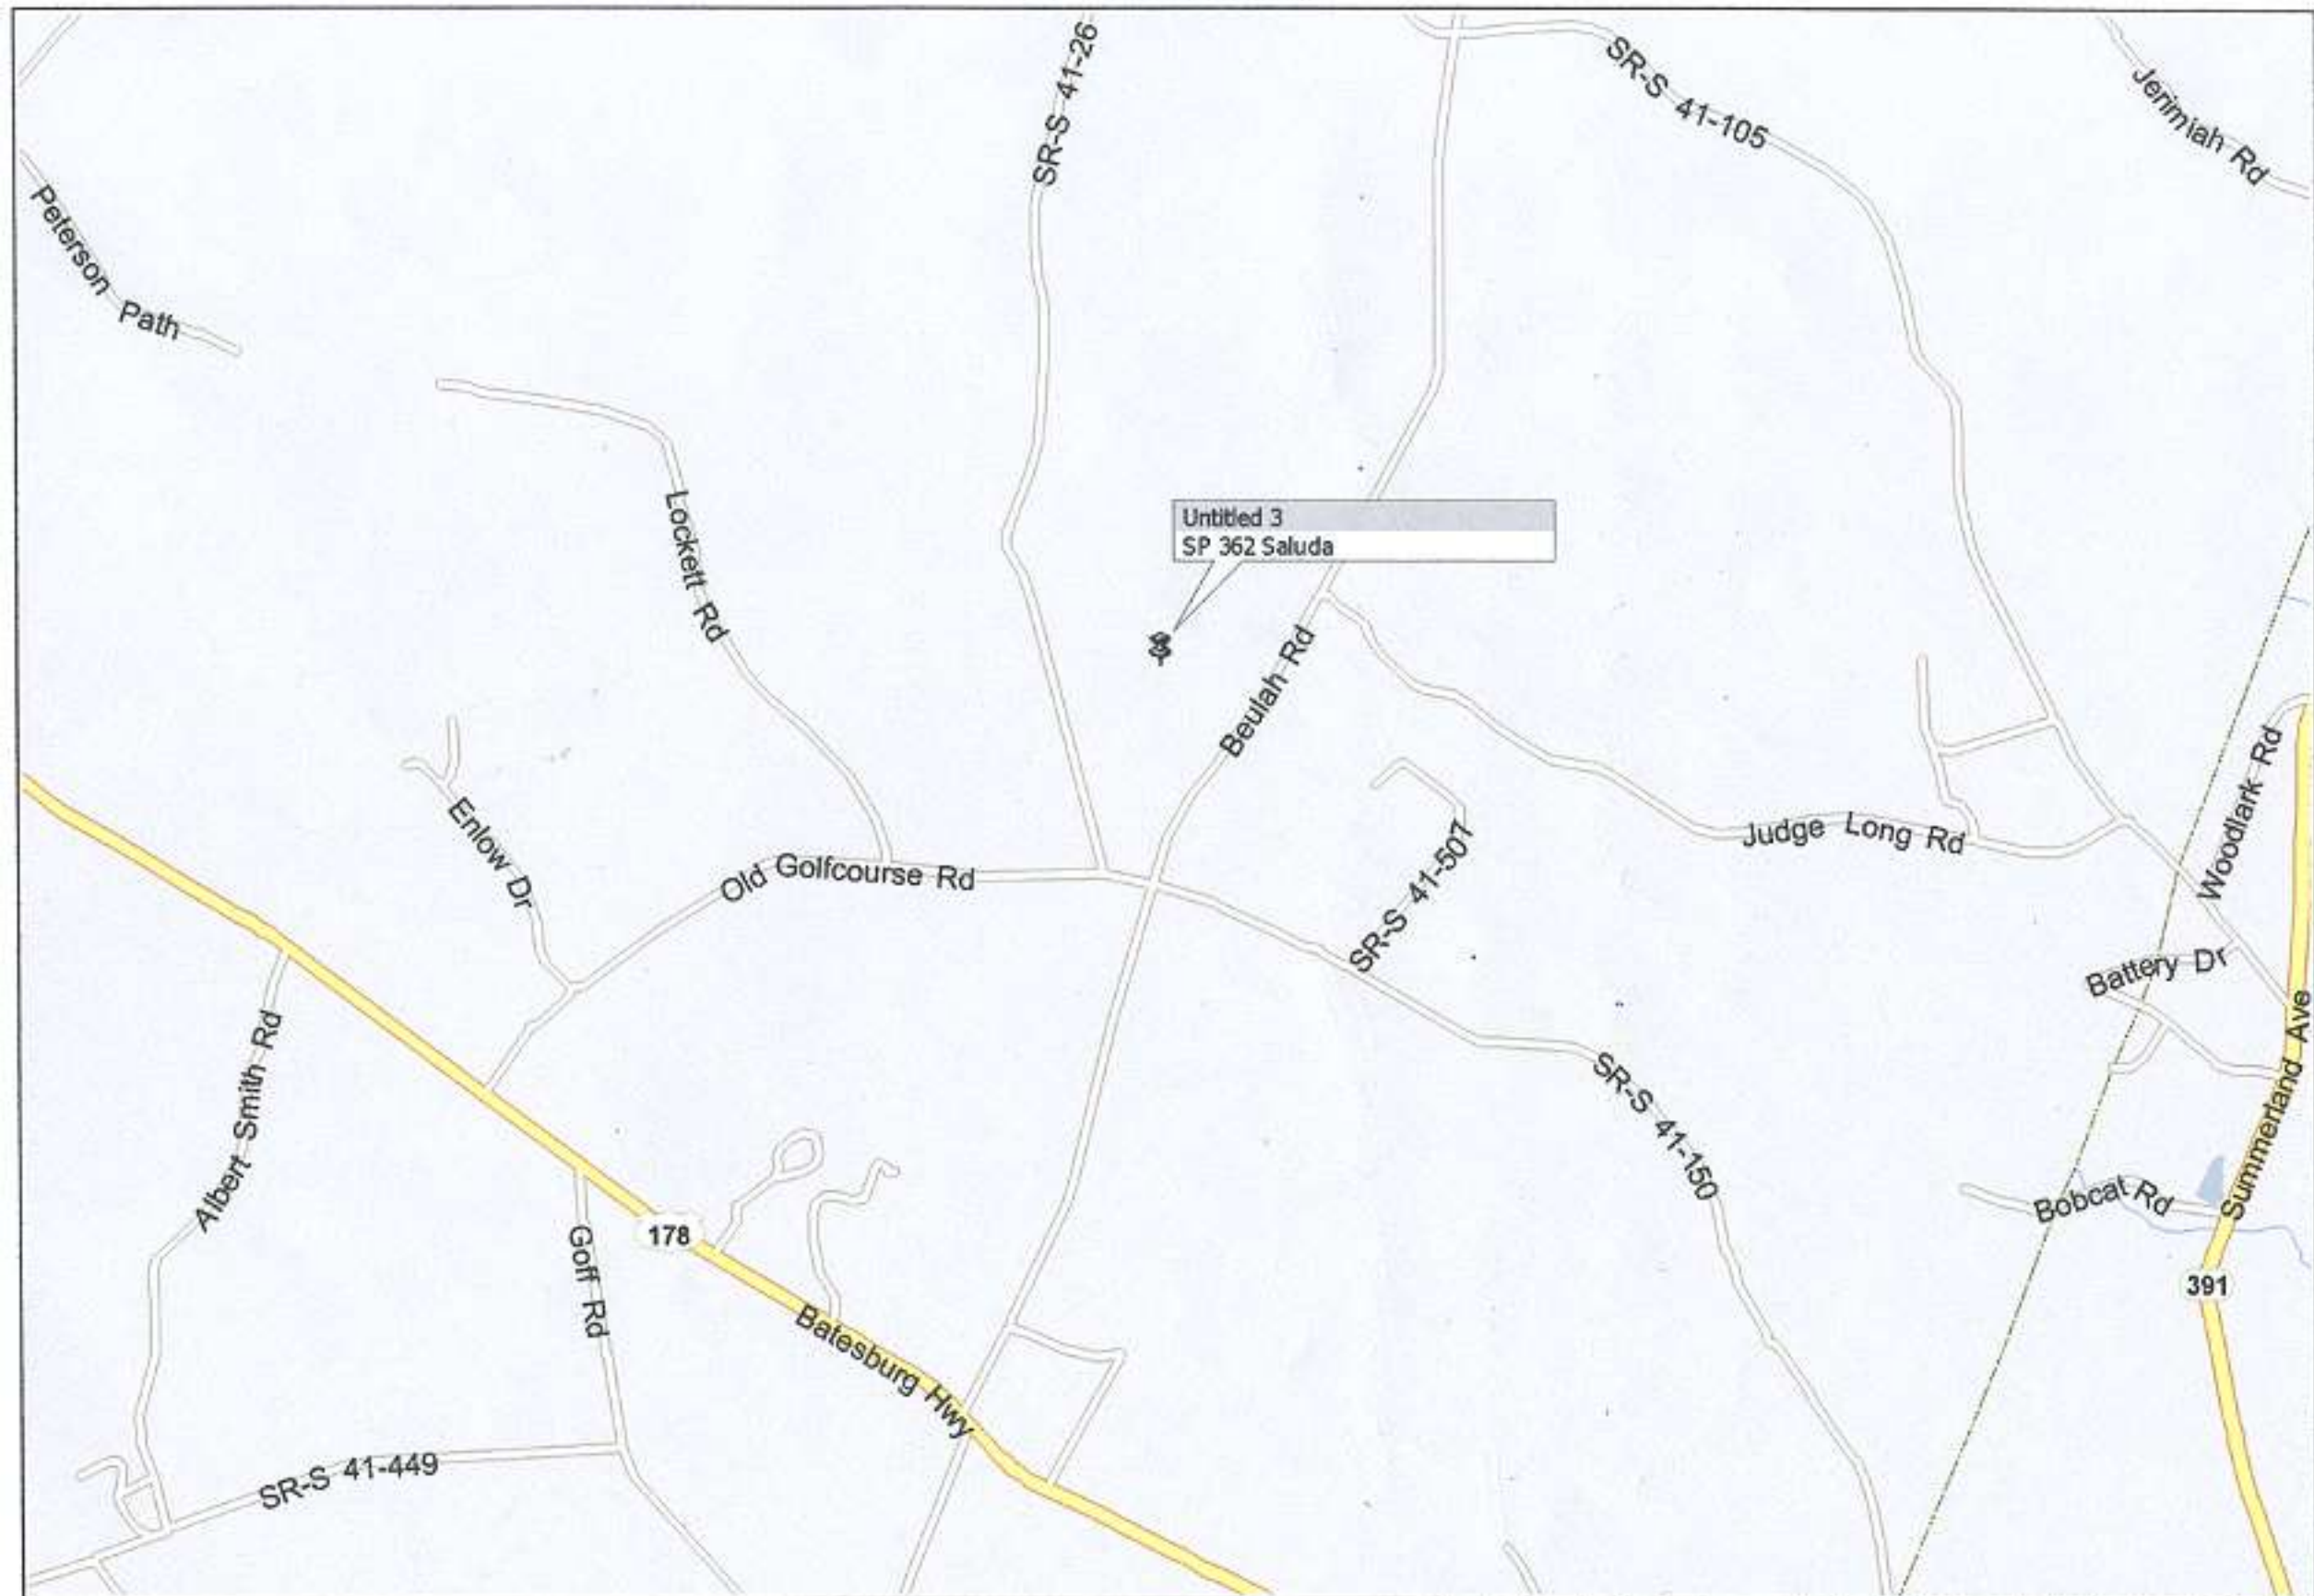 SR-S 41-26
SR-S 41-105
Jerimiah Rd
Peterson Path
Lockett Rd
Untitled 3
SP 362 Saluda
Beulah Rd
Enlow Dr
Old Golfcourse Rd
SR-S 41-507
Judge Long Rd
Woodlark Rd
Battery Dr
Albert Smith Rd
SR-S 41-150
Summerland Ave
Bobcat Rd
178
Goff Rd
391
Batesburg Hwy
SR-S 41-449